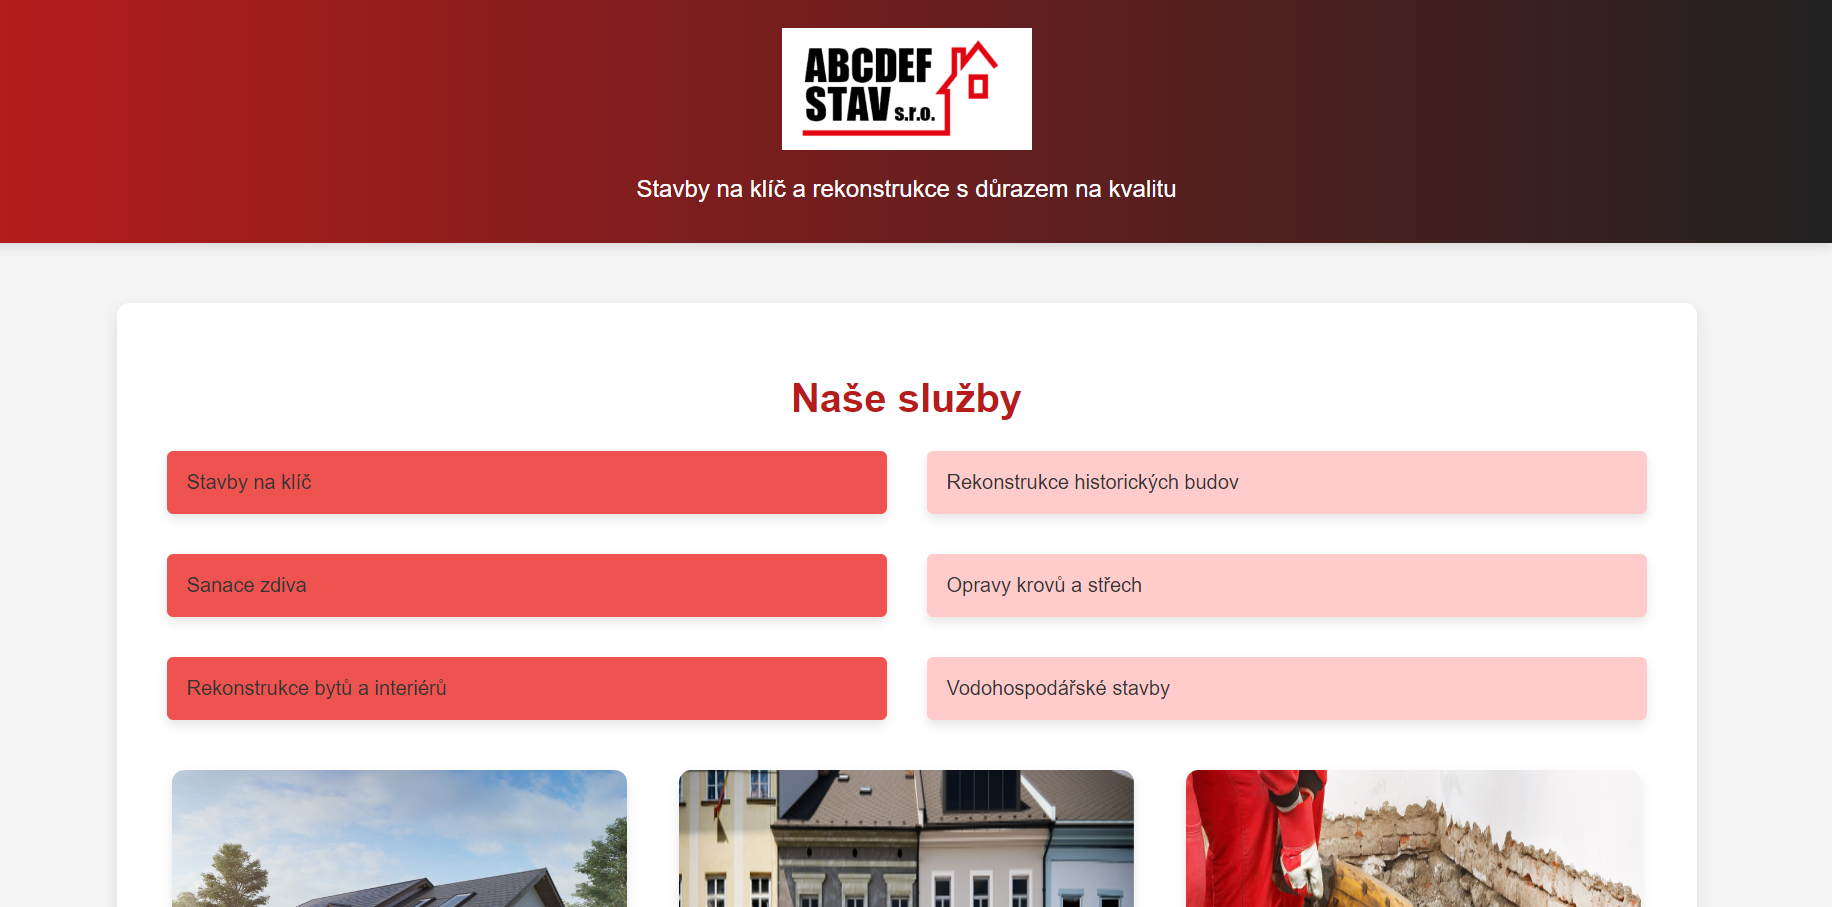 ABCDEF
STAV s.r.o.
Stavby na klíč a rekonstrukce s důrazem na kvalitu
Naše služby
Stavby na klíč
Rekonstrukce historických budov
Sanace zdiva
Opravy krovů a střech
Rekonstrukce bytů a interiérů
Vodohospodářské stavby